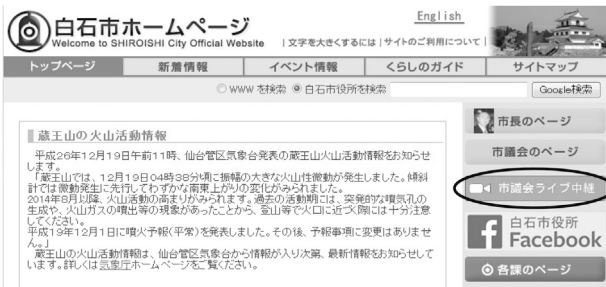 English
白石市ホームページ
Welcome to SHIROISHI City Official Website
｜文字を大きくするには｜サイトのご利用について｜
トップページ 新着情報 イベント情報 くらしのガイド サイトマップ
WWW を検索 白石市役所を検索 Google検索
蔵王山の火山活動情報
平成26年12月19日午前11時、仙台管区気象台発表の蔵王山火山活動情報をお知らせ
します。
「蔵王山では、12月19日04時38分頃に振幅の大きな火山性微動が発生しました。傾斜
計では微動発生に先行してわずかな南東上がりの変化がみられました。
2014年8月以降、火山活動の高まりがみられます。過去の活動期には、突発的な噴気孔の
生成や、火山ガスの噴出等の現象があったことから、登山等で火口に近づく際には十分注意
してください。
平成19年12月1日に噴火予報(平常)を発表しました。その後、予報事項に変更はありませ
ん。」
蔵王山の火山活動情報は、仙台管区気象台から情報が入り次第、最新情報をお知らせして
います。詳しくは気象庁ホームページをご覧ください。
市長のページ
市議会のページ
市議会ライブ中継
白石市役所
Facebook
各課のページ